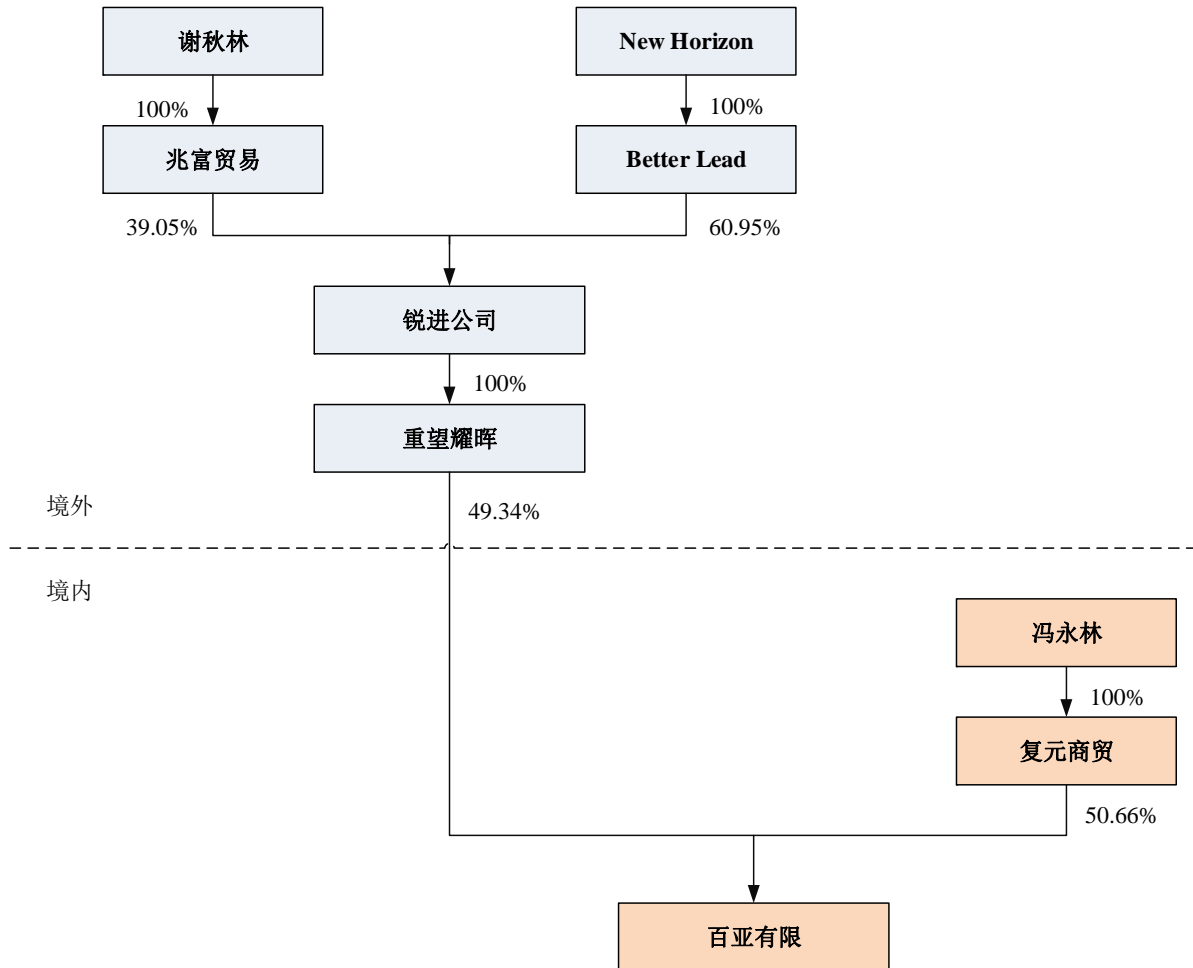 谢秋林
New Horizon
100%
100%
兆富贸易
Better Lead
39.05%
60.95%
锐进公司
100%
重望耀晖
境外
49.34%
境内
冯永林
100%
复元商贸
50.66%
百亚有限